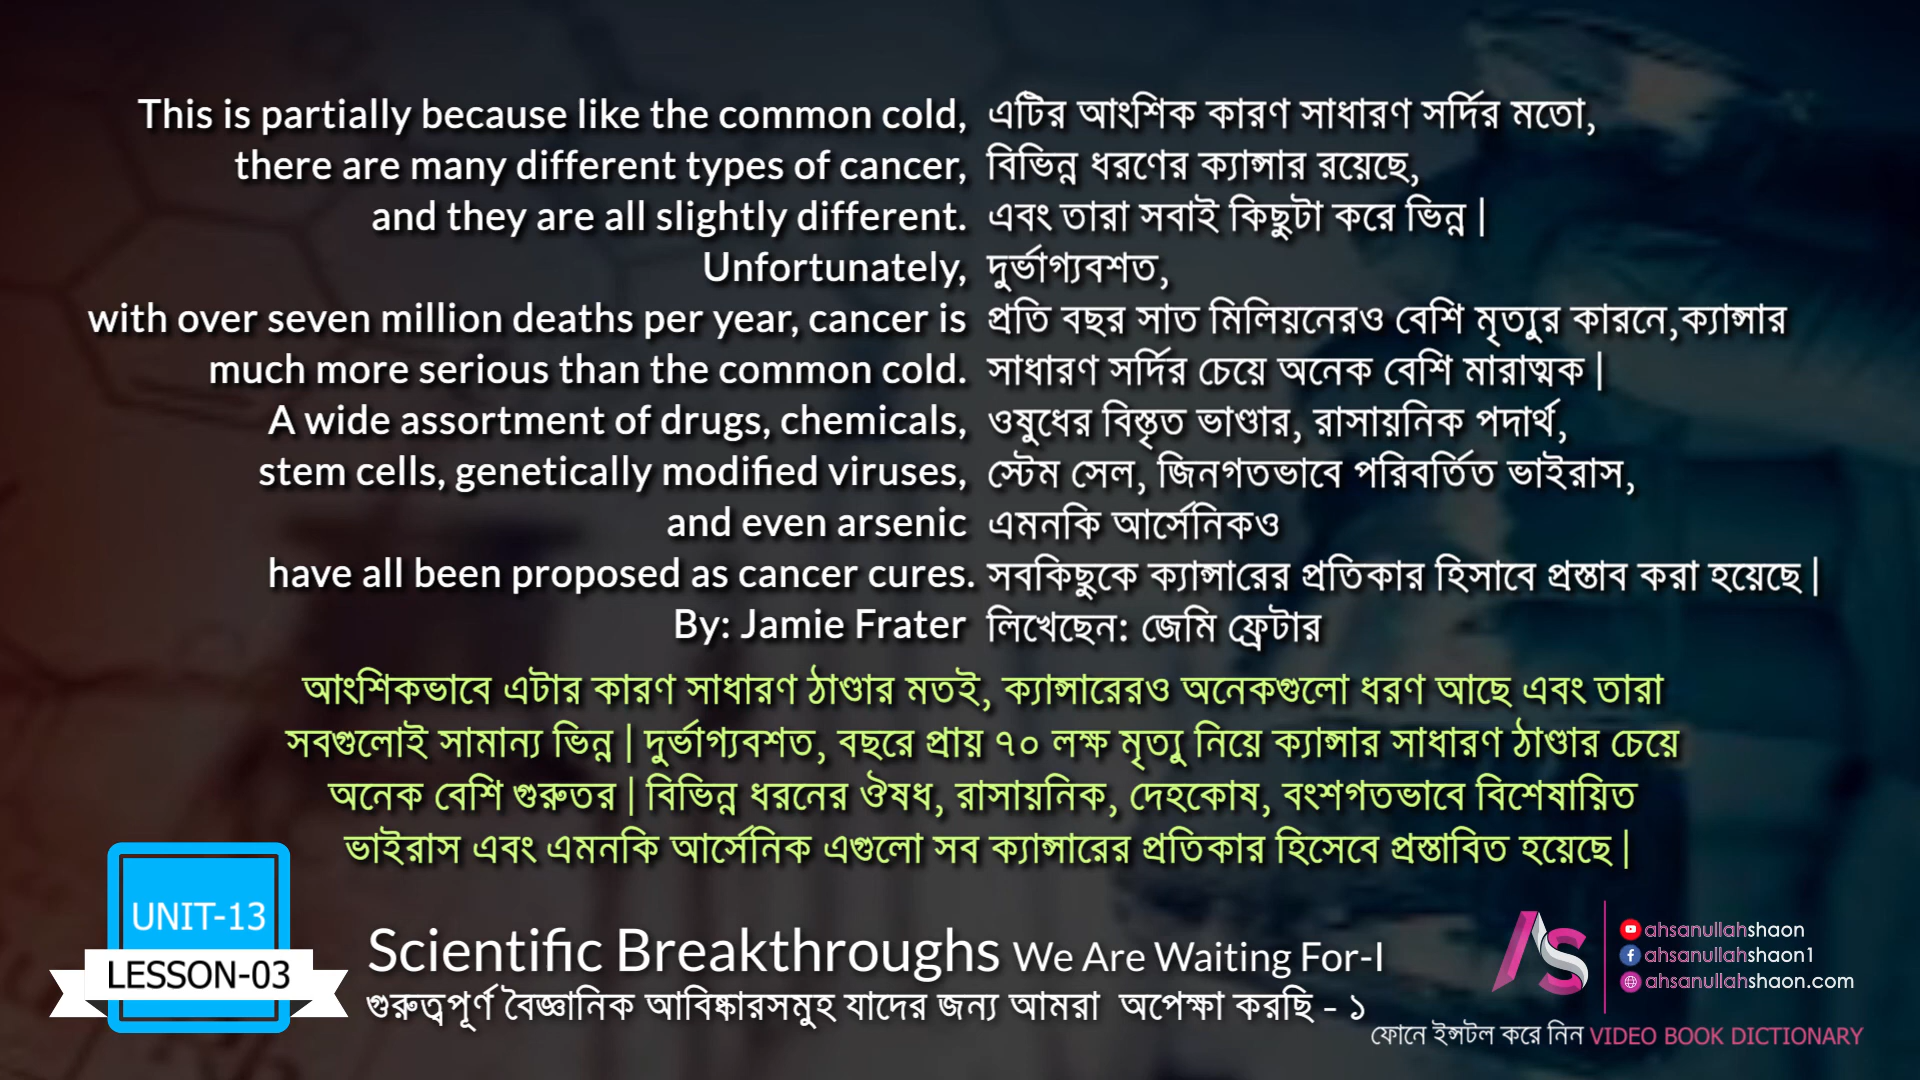 This is partially because like the common cold, এটির আংশিক কারণ সাধারণ সর্দির মতো,
there are many different types of cancer, বিভিন্ন ধরণের ক্যান্সার রয়েছে,
and they are all slightly different. এবং তারা সবাই কিছুটা করে ভিন্ন |
Unfortunately, দুর্ভাগ্যবশত,
with over seven million deaths per year, cancer is প্রতি বছর সাত মিলিয়নেরও বেশি মৃত্যুর কারনে,ক্যান্সার
much more serious than the common cold. সাধারণ সর্দির চেয়ে অনেক বেশি মারাত্মক |
A wide assortment of drugs, chemicals, ওষুধের বিস্তৃত ভাণ্ডার, রাসায়নিক পদার্থ,
stem cells, genetically modified viruses, স্টেম সেল, জিনগতভাবে পরিবর্তিত ভাইরাস,
and even arsenic এমনকি আর্সেনিকও
have all been proposed as cancer cures. সবকিছুকে ক্যান্সারের প্রতিকার হিসাবে প্রস্তাব করা হয়েছে |
By: Jamie Frater লিখেছেন: জেমি ফ্রেটার
আংশিকভাবে এটার কারণ সাধারণ ঠাণ্ডার মতই, ক্যান্সারেরও অনেকগুলো ধরণ আছে এবং তারা
সবগুলোই সামান্য ভিন্ন | দুর্ভাগ্যবশত, বছরে প্রায় ৭০ লক্ষ মৃত্যু নিয়ে ক্যান্সার সাধারণ ঠাণ্ডার চেয়ে
অনেক বেশি গুরুতর | বিভিন্ন ধরনের ঔষধ, রাসায়নিক, দেহকোষ, বংশগতভাবে বিশেষায়িত
ভাইরাস এবং এমনকি আর্সেনিক এগুলো সব ক্যান্সারের প্রতিকার হিসেবে প্রস্তাবিত হয়েছে |
UNIT-13
LESSON-03
Scientific Breakthroughs We Are Waiting For-I
গুরুত্বপূর্ণ বৈজ্ঞানিক আবিষ্কারসমুহ যাদের জন্য আমরা অপেক্ষা করছি - ১
AS
ahsanullahshaon
ahsanullahshaon1
ahsanullahshaon.com
ফোনে ইন্সটল করে নিন VIDEO BOOK DICTIONARY